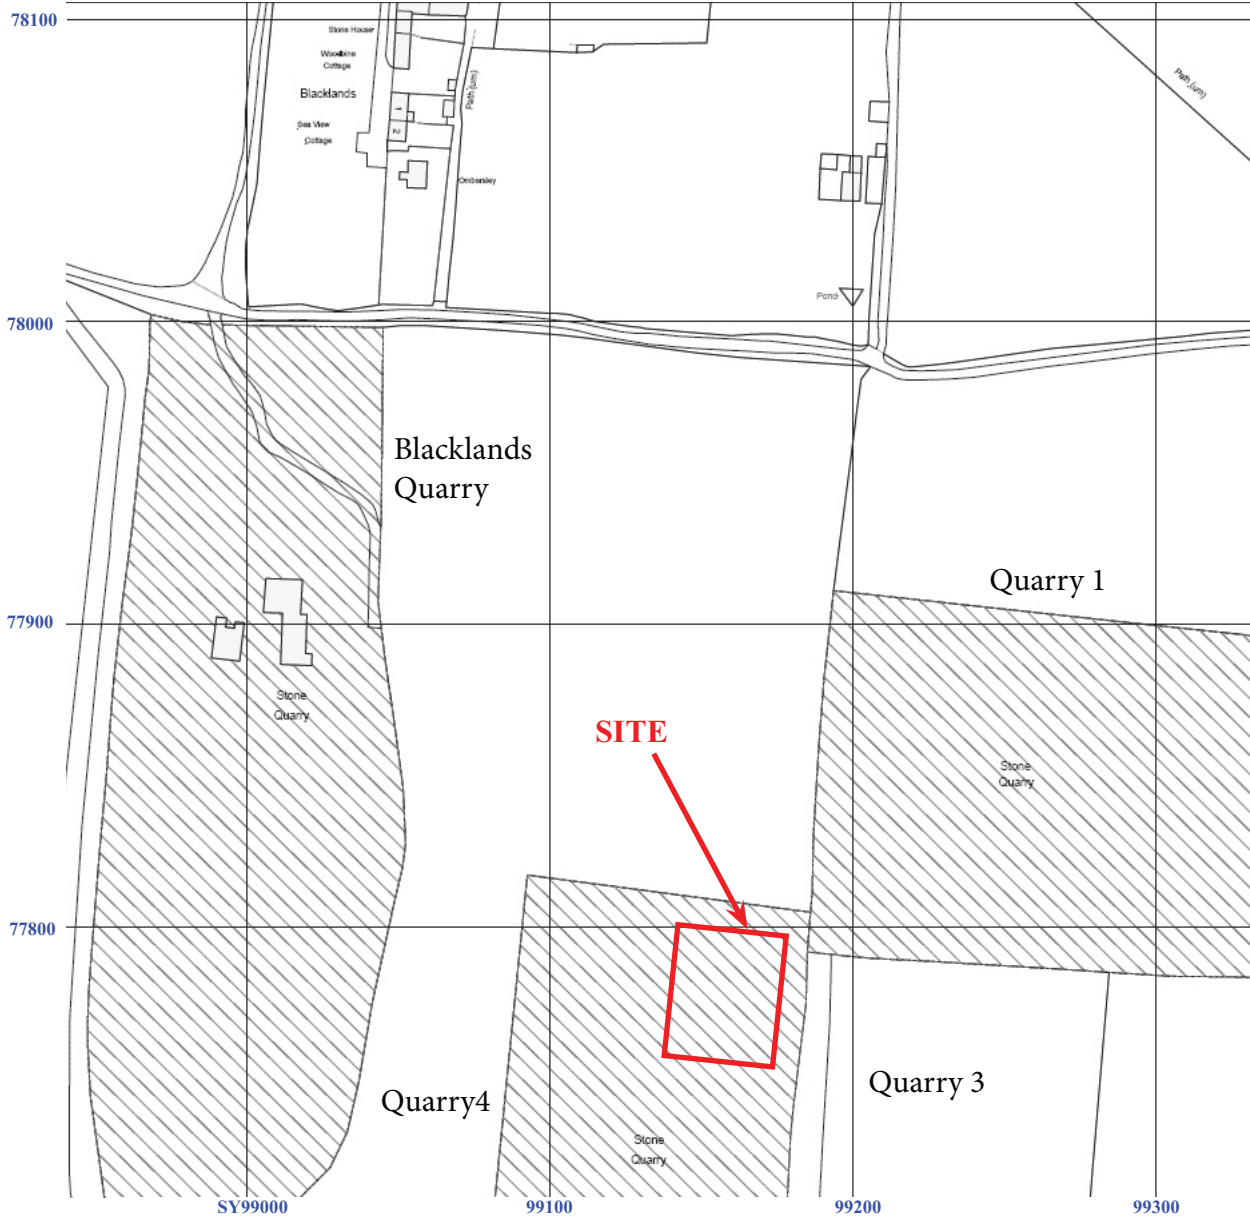 78100
Stone House
Woodbine
Cottage
Path (um)
Path (um)
Blacklands
1
Sea View
2
Cottage
Ombersley
Pond
78000
Blacklands
Quarry
Quarry 1
77900
Stone
Quarry
SITE
Stone
Quarry
77800
Quarry 3
Quarry4
Stone
Quarry
SY99000
99100
99200
99300